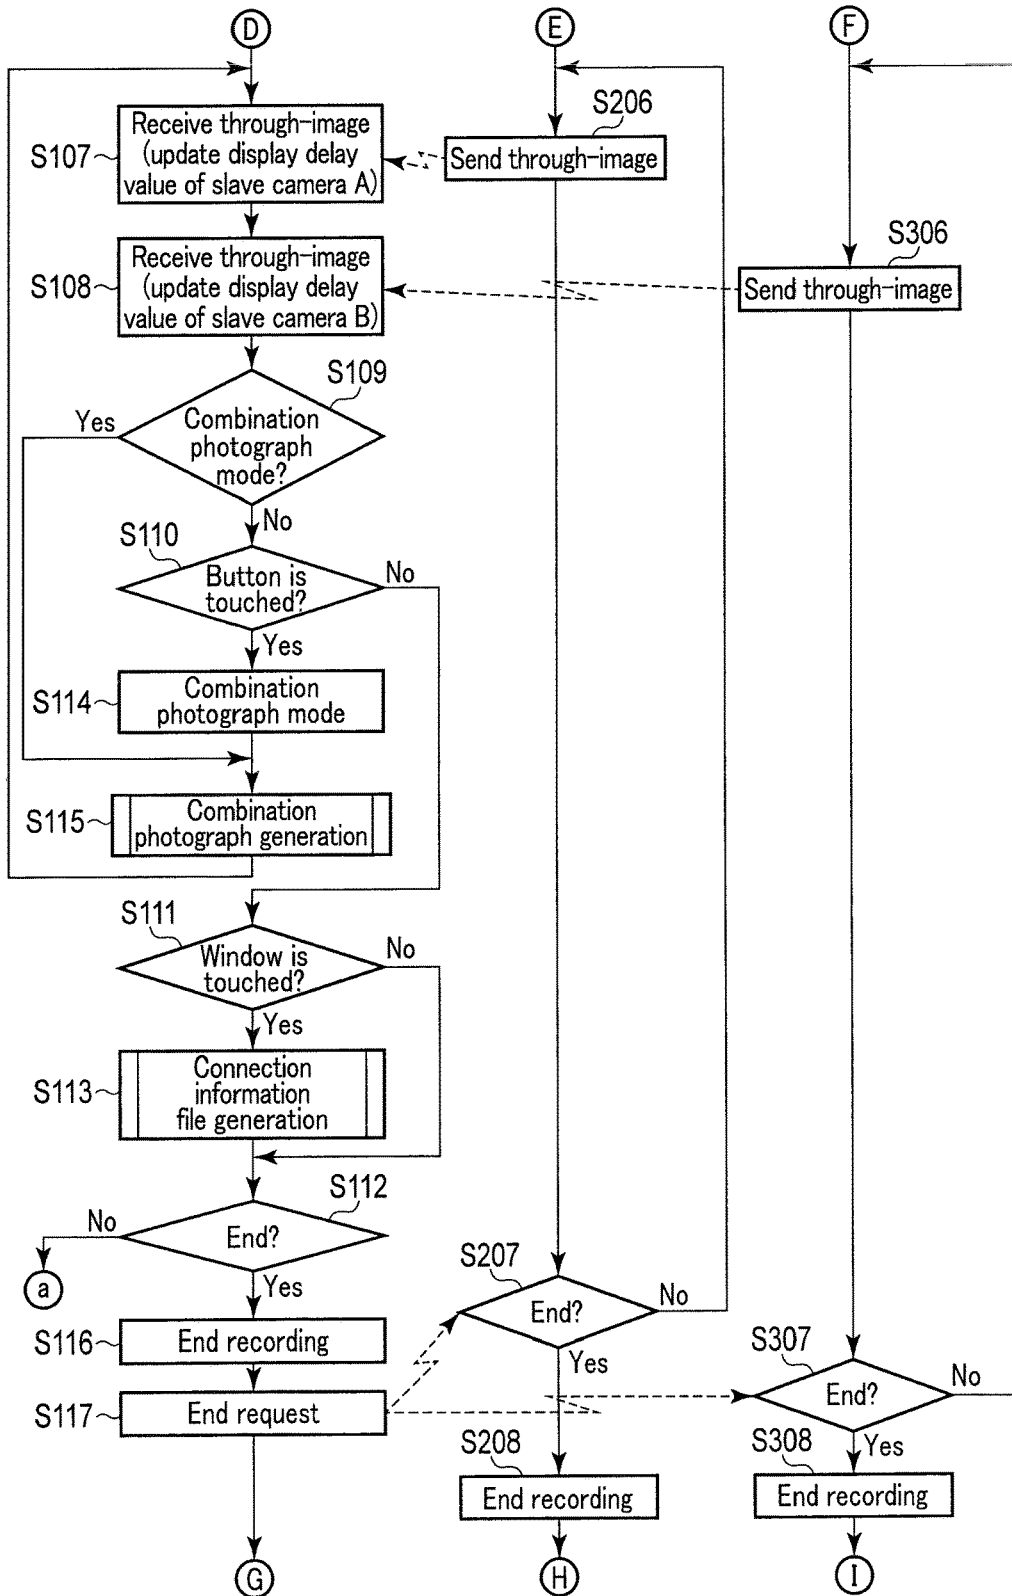 D
E
F
S107
Receive through-image
(update display delay
value of slave camera A)
S206
Send through-image
S108
Receive through-image
(update display delay
value of slave camera B)
S306
Send through-image
S109
Yes
Combination
photograph
mode?
No
S110
Button is
touched?
No
Yes
S114
Combination
photograph mode
S115
Combination
photograph generation
S111
Window is
touched?
No
Yes
S113
Connection
information
file generation
S112
No
End?
a
Yes
S207
End?
No
Yes
S116
End recording
S307
End?
No
Yes
S117
End request
S208
End recording
S308
End recording
G
H
I